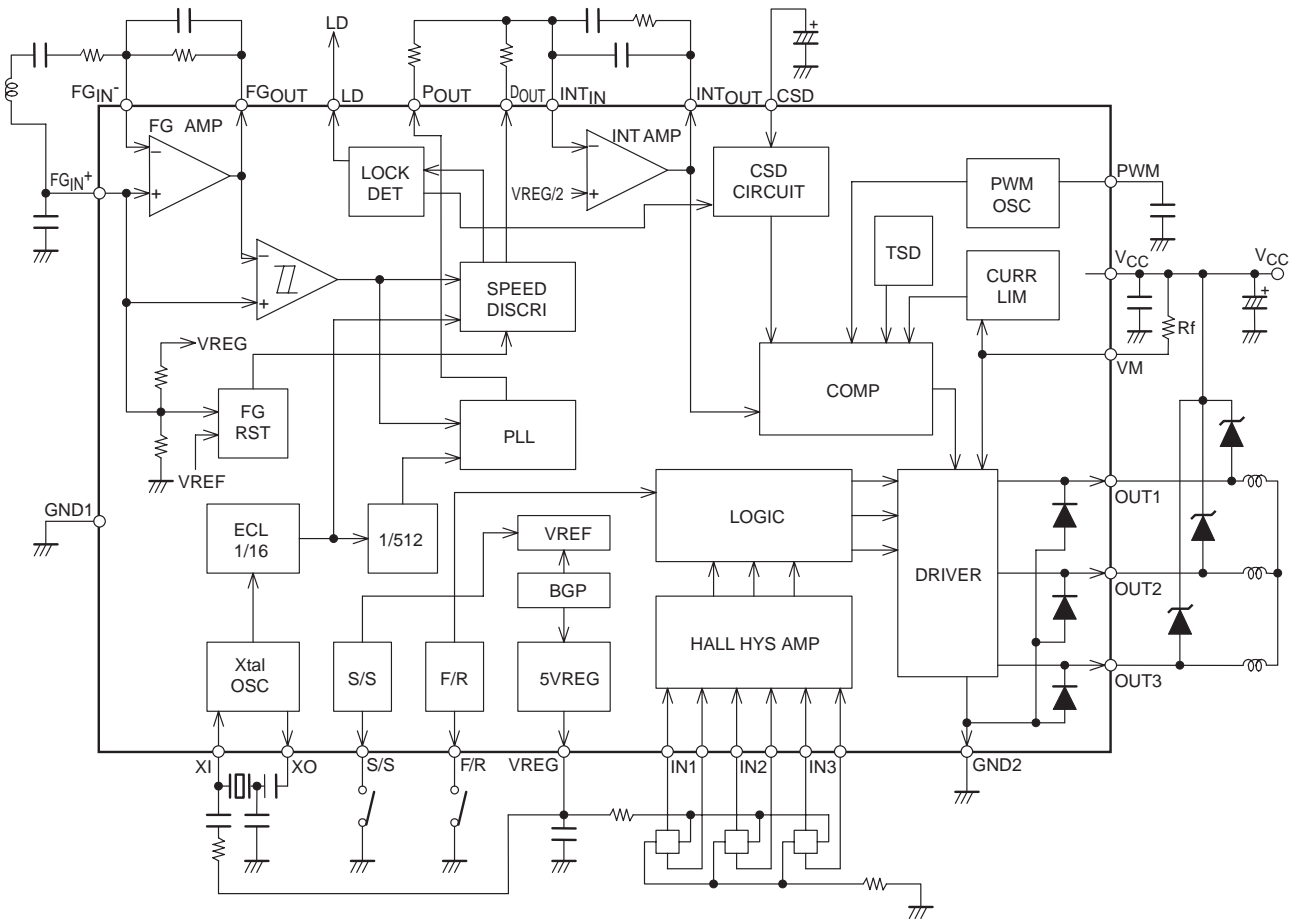 LD
FGIN-
FGOUT
LD
POUT
DOUT
INTIN
INTOUT
CSD
+
FG AMP
-
+
LOCK
DET
INT AMP
-
VREG/2
+
CSD
CIRCUIT
PWM
OSC
PWM
FGIN+
-
+
SPEED
DISCRI
TSD
CURR
LIM
VCC
VCC
+
Rf
VM
VREG
FG
RST
VREF
PLL
COMP
GND1
ECL
1/16
1/512
VREF
BGP
LOGIC
DRIVER
OUT1
OUT2
Xtal
OSC
S/S
F/R
5VREG
HALL HYS AMP
OUT3
XI
XO
S/S
F/R
VREG
IN1
IN2
IN3
GND2